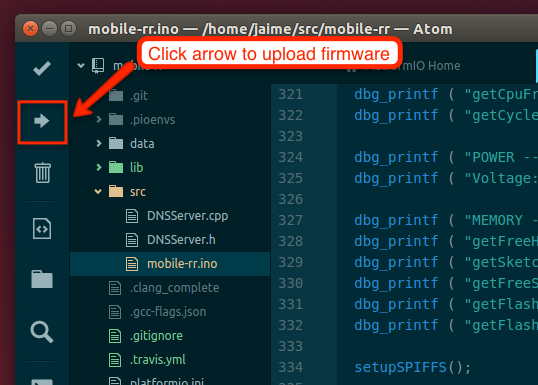 mobile-rr.ino — /home/jaime/src/mobile-rr — Atom
Click arrow to upload firmware
Home
.git
.pioenvs
data
lib
src
DNSServer.cpp
DNSServer.h
mobile-rr.ino
.clang_complete
.gcc-flags.json
.gitignore
.travis.yml
platformio.ini
321 dbg_printf ( "getCpuFr
322 dbg_printf ( "getCycle
323
324 dbg_printf ( "POWER --
325 dbg_printf ( "Voltage:
326
327 dbg_printf ( "MEMORY -
328 dbg_printf ( "getFreeH
329 dbg_printf ( "getSketc
330 dbg_printf ( "getFreeS
331 dbg_printf ( "getFlash
332 dbg_printf ( "getFlash
333
334 setupSPIFFS();